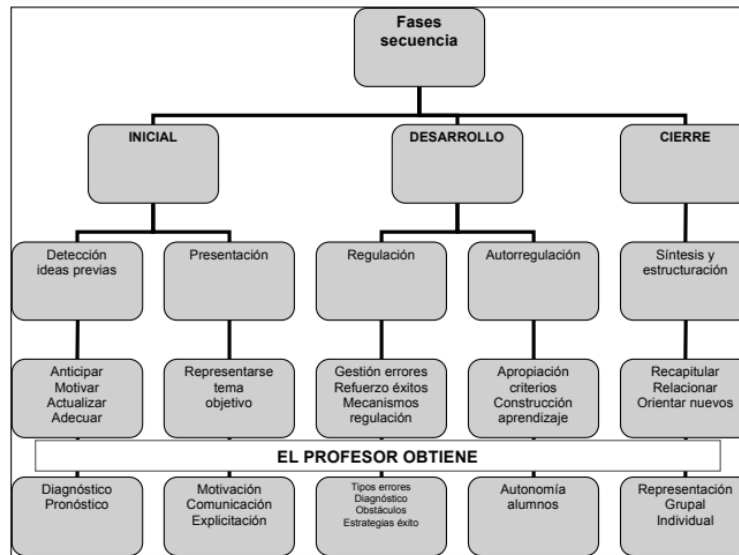 Fases
secuencia
INICIAL
DESARROLLO
CIERRE
Detección
ideas previas
Presentación
Regulación
Autorregulación
Síntesis y
estructuración
Anticipar
Motivar
Actualizar
Adecuar
Representarse
tema
objetivo
Gestión errores
Refuerzo éxitos
Mecanismos
regulación
Apropiación
criterios
Construcción
aprendizaje
Recapitular
Relacionar
Orientar nuevos
EL PROFESOR OBTIENE
Diagnóstico
Pronóstico
Motivación
Comunicación
Explicitación
Tipos errores
Diagnóstico
Obstáculos
Estrategias éxito
Autonomía
alumnos
Representación
Grupal
Individual